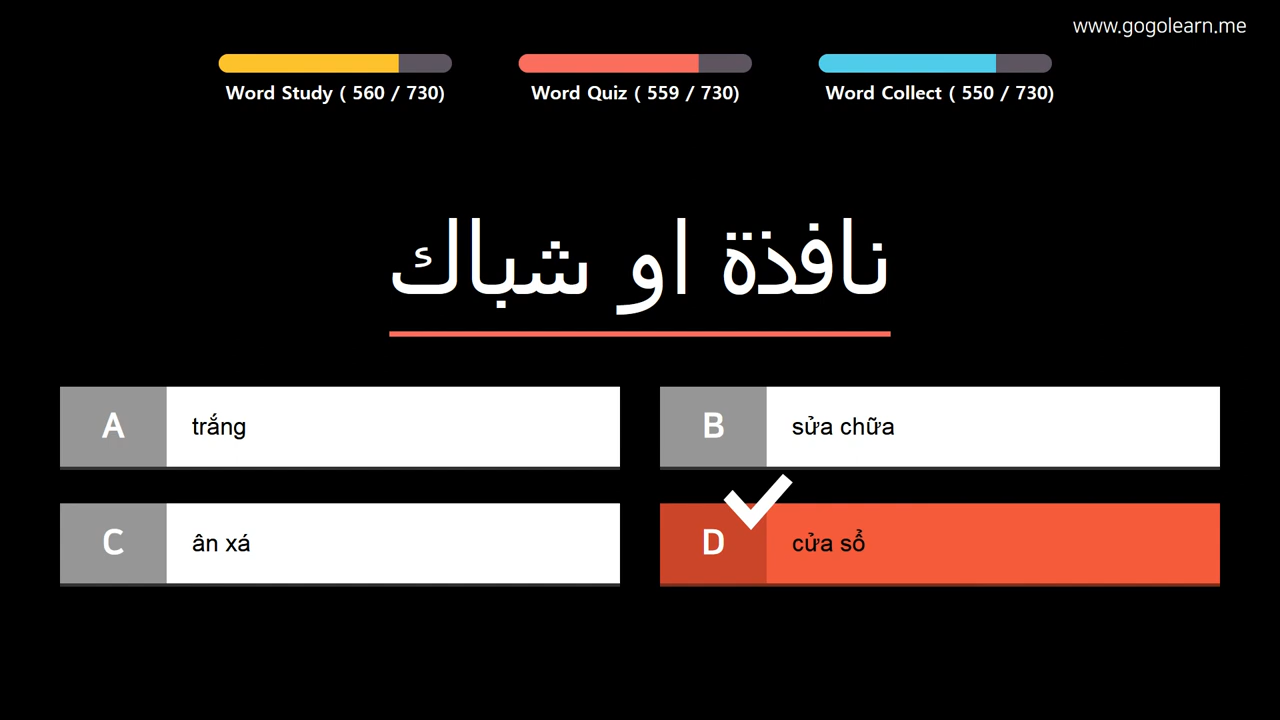 www.gogolearn.me
Word Study ( 560 / 730)
Word Quiz ( 559 / 730)
Word Collect ( 550 / 730)
نافذة او شباك
A
trắng
B
sửa chữa
C
ân xá
D
cửa sổ